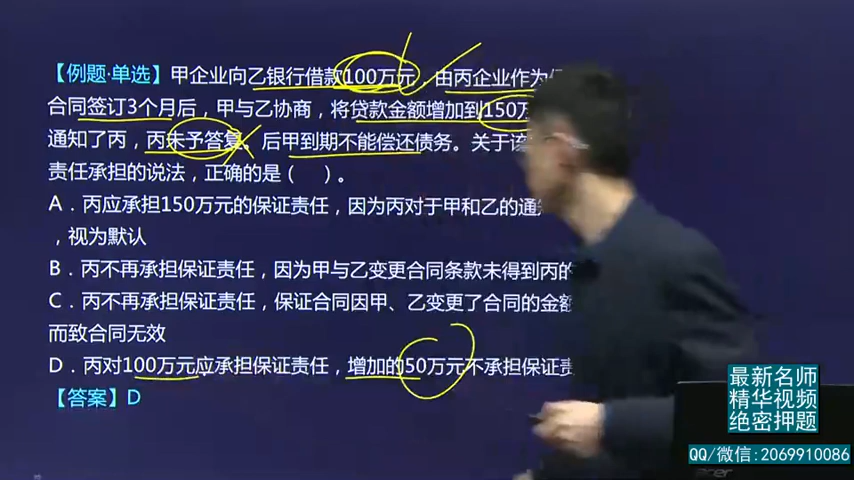 【例题·单选】甲企业向乙银行借款100万元，由丙企业作为
合同签订3个月后，甲与乙协商，将贷款金额增加到150万
通知了丙，丙未予答复。后甲到期不能偿还债务。关于该
责任承担的说法，正确的是（ ）。
A．丙应承担150万元的保证责任，因为丙对于甲和乙的通
，视为默认
B．丙不再承担保证责任，因为甲与乙变更合同条款未得到丙的
C．丙不再承担保证责任，保证合同因甲、乙变更了合同的金额
而致合同无效
D．丙对100万元应承担保证责任，增加的50万元不承担保证责
【答案】D
最新名师
精华视频
绝密押题
QQ/微信:2069910086
acer